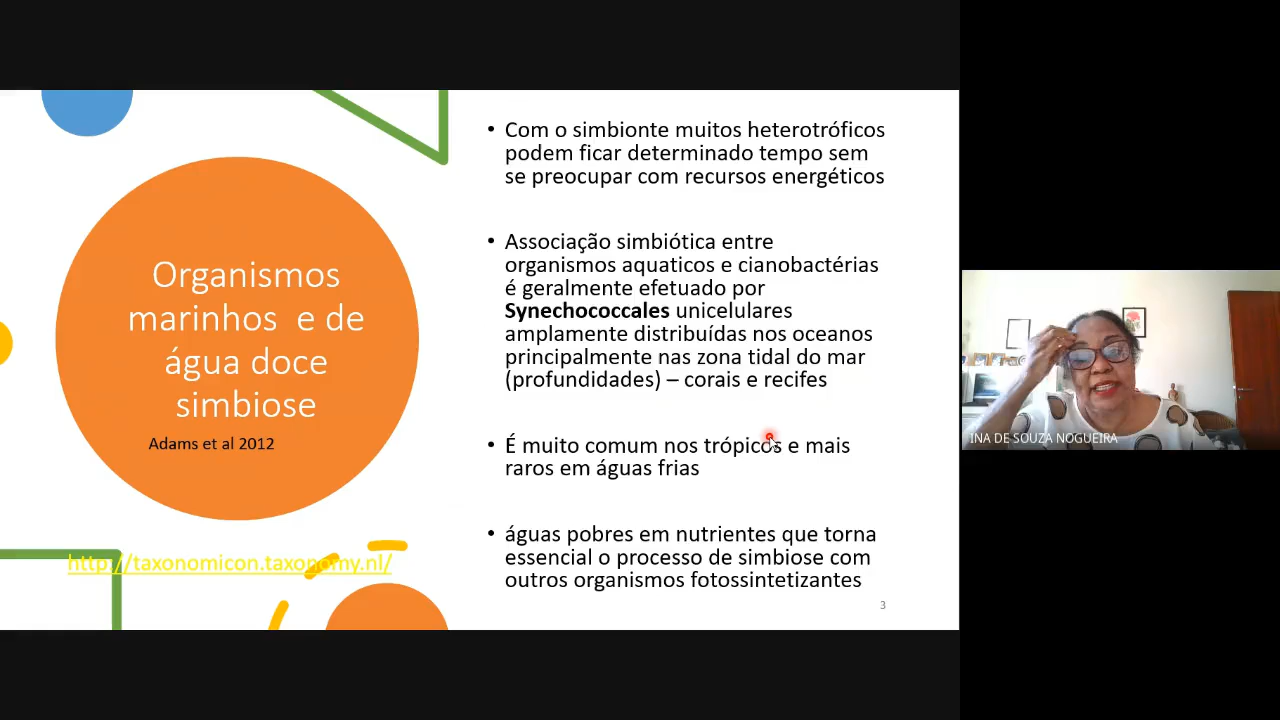 Organismos
marinhos e de
água doce
simbiose
Adams et al 2012
http://taxonomicon.taxonomy.nl/
• Com o simbionte muitos heterotróficos
podem ficar determinado tempo sem
se preocupar com recursos energéticos
• Associação simbiótica entre
organismos aquaticos e cianobactérias
é geralmente efetuado por
Synechococcales unicelulares
amplamente distribuídas nos oceanos
principalmente nas zona tidal do mar
(profundidades) – corais e recifes
• É muito comum nos trópicos e mais
raros em águas frias
• águas pobres em nutrientes que torna
essencial o processo de simbiose com
outros organismos fotossintetizantes
3
INA DE SOUZA NOGUEIRA